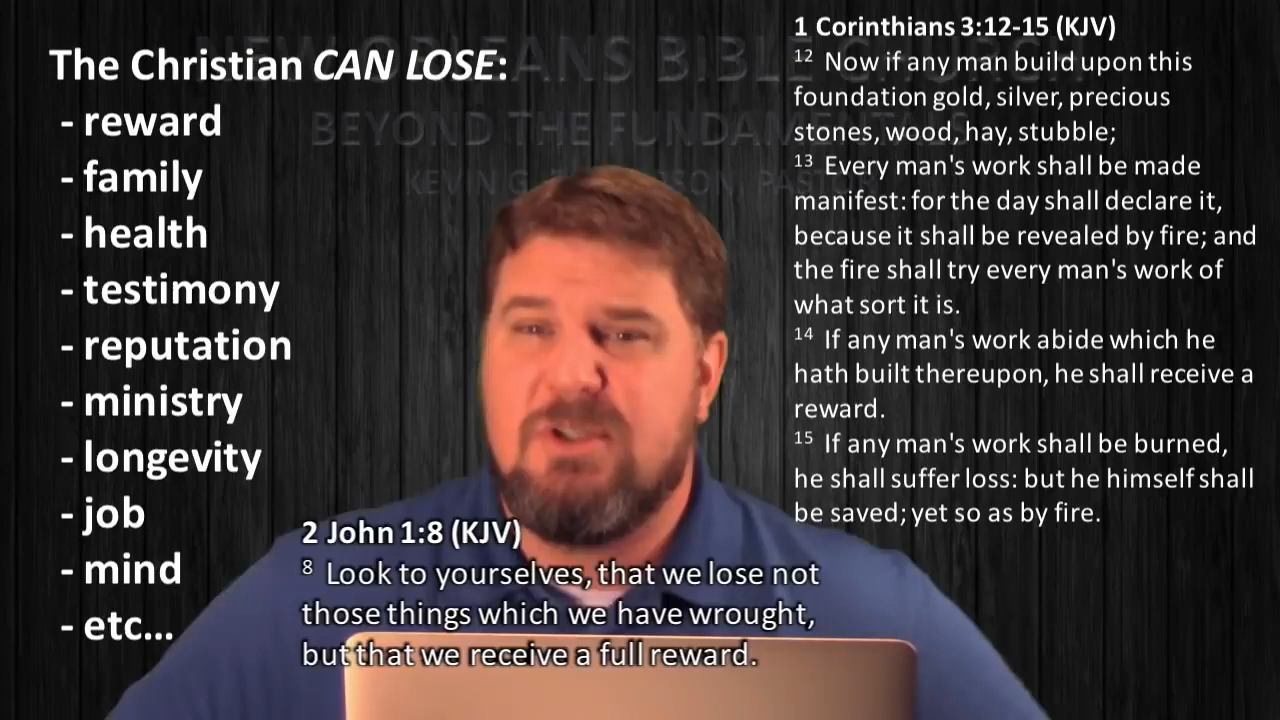 The Christian CAN LOSE:
- reward
- family
- health
- testimony
- reputation
- ministry
- longevity
- job
- mind
- etc...
1 Corinthians 3:12-15 (KJV)
12 Now if any man build upon this
foundation gold, silver, precious
stones, wood, hay, stubble;
13 Every man's work shall be made
manifest: for the day shall declare it,
because it shall be revealed by fire; and
the fire shall try every man's work of
what sort it is.
14 If any man's work abide which he
hath built thereupon, he shall receive a
reward.
15 If any man's work shall be burned,
he shall suffer loss: but he himself shall
be saved; yet so as by fire.
2 John 1:8 (KJV)
8 Look to yourselves, that we lose not
those things which we have wrought,
but that we receive a full reward.
BIBLE
BEYOND THE FUNDAMENTALS